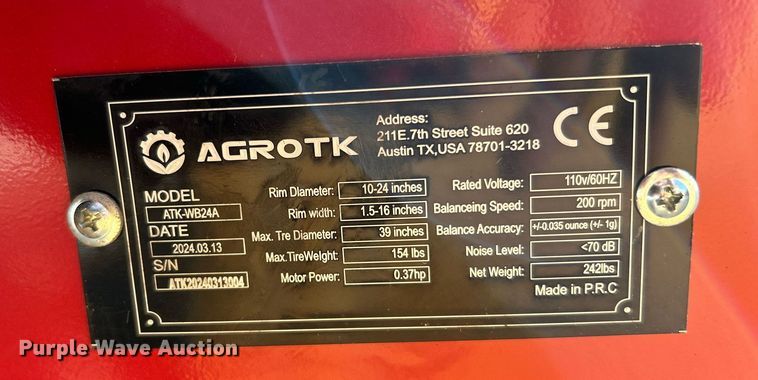 AGROTK
Address:
211E.7th Street Suite 620
Austin TX,USA 78701-3218
CE
MODEL
ATK-WB24A
DATE
2024.03.13
S/N
ATK20240313004
Rim Diameter: 10-24 inches
Rim width: 1.5-16 inches
Max. Tre Diameter: 39 inches
Max.TireWelght: 154 lbs
Motor Power: 0.37hp
Rated Voltage: 110v/60HZ
Balanceing Speed: 200 rpm
Balance Accuracy: +/-0.035 ounce (+/- 1g)
Noise Level: <70 dB
Net Weight: 242lbs
Made in P.R.C
Purple Wave Auction